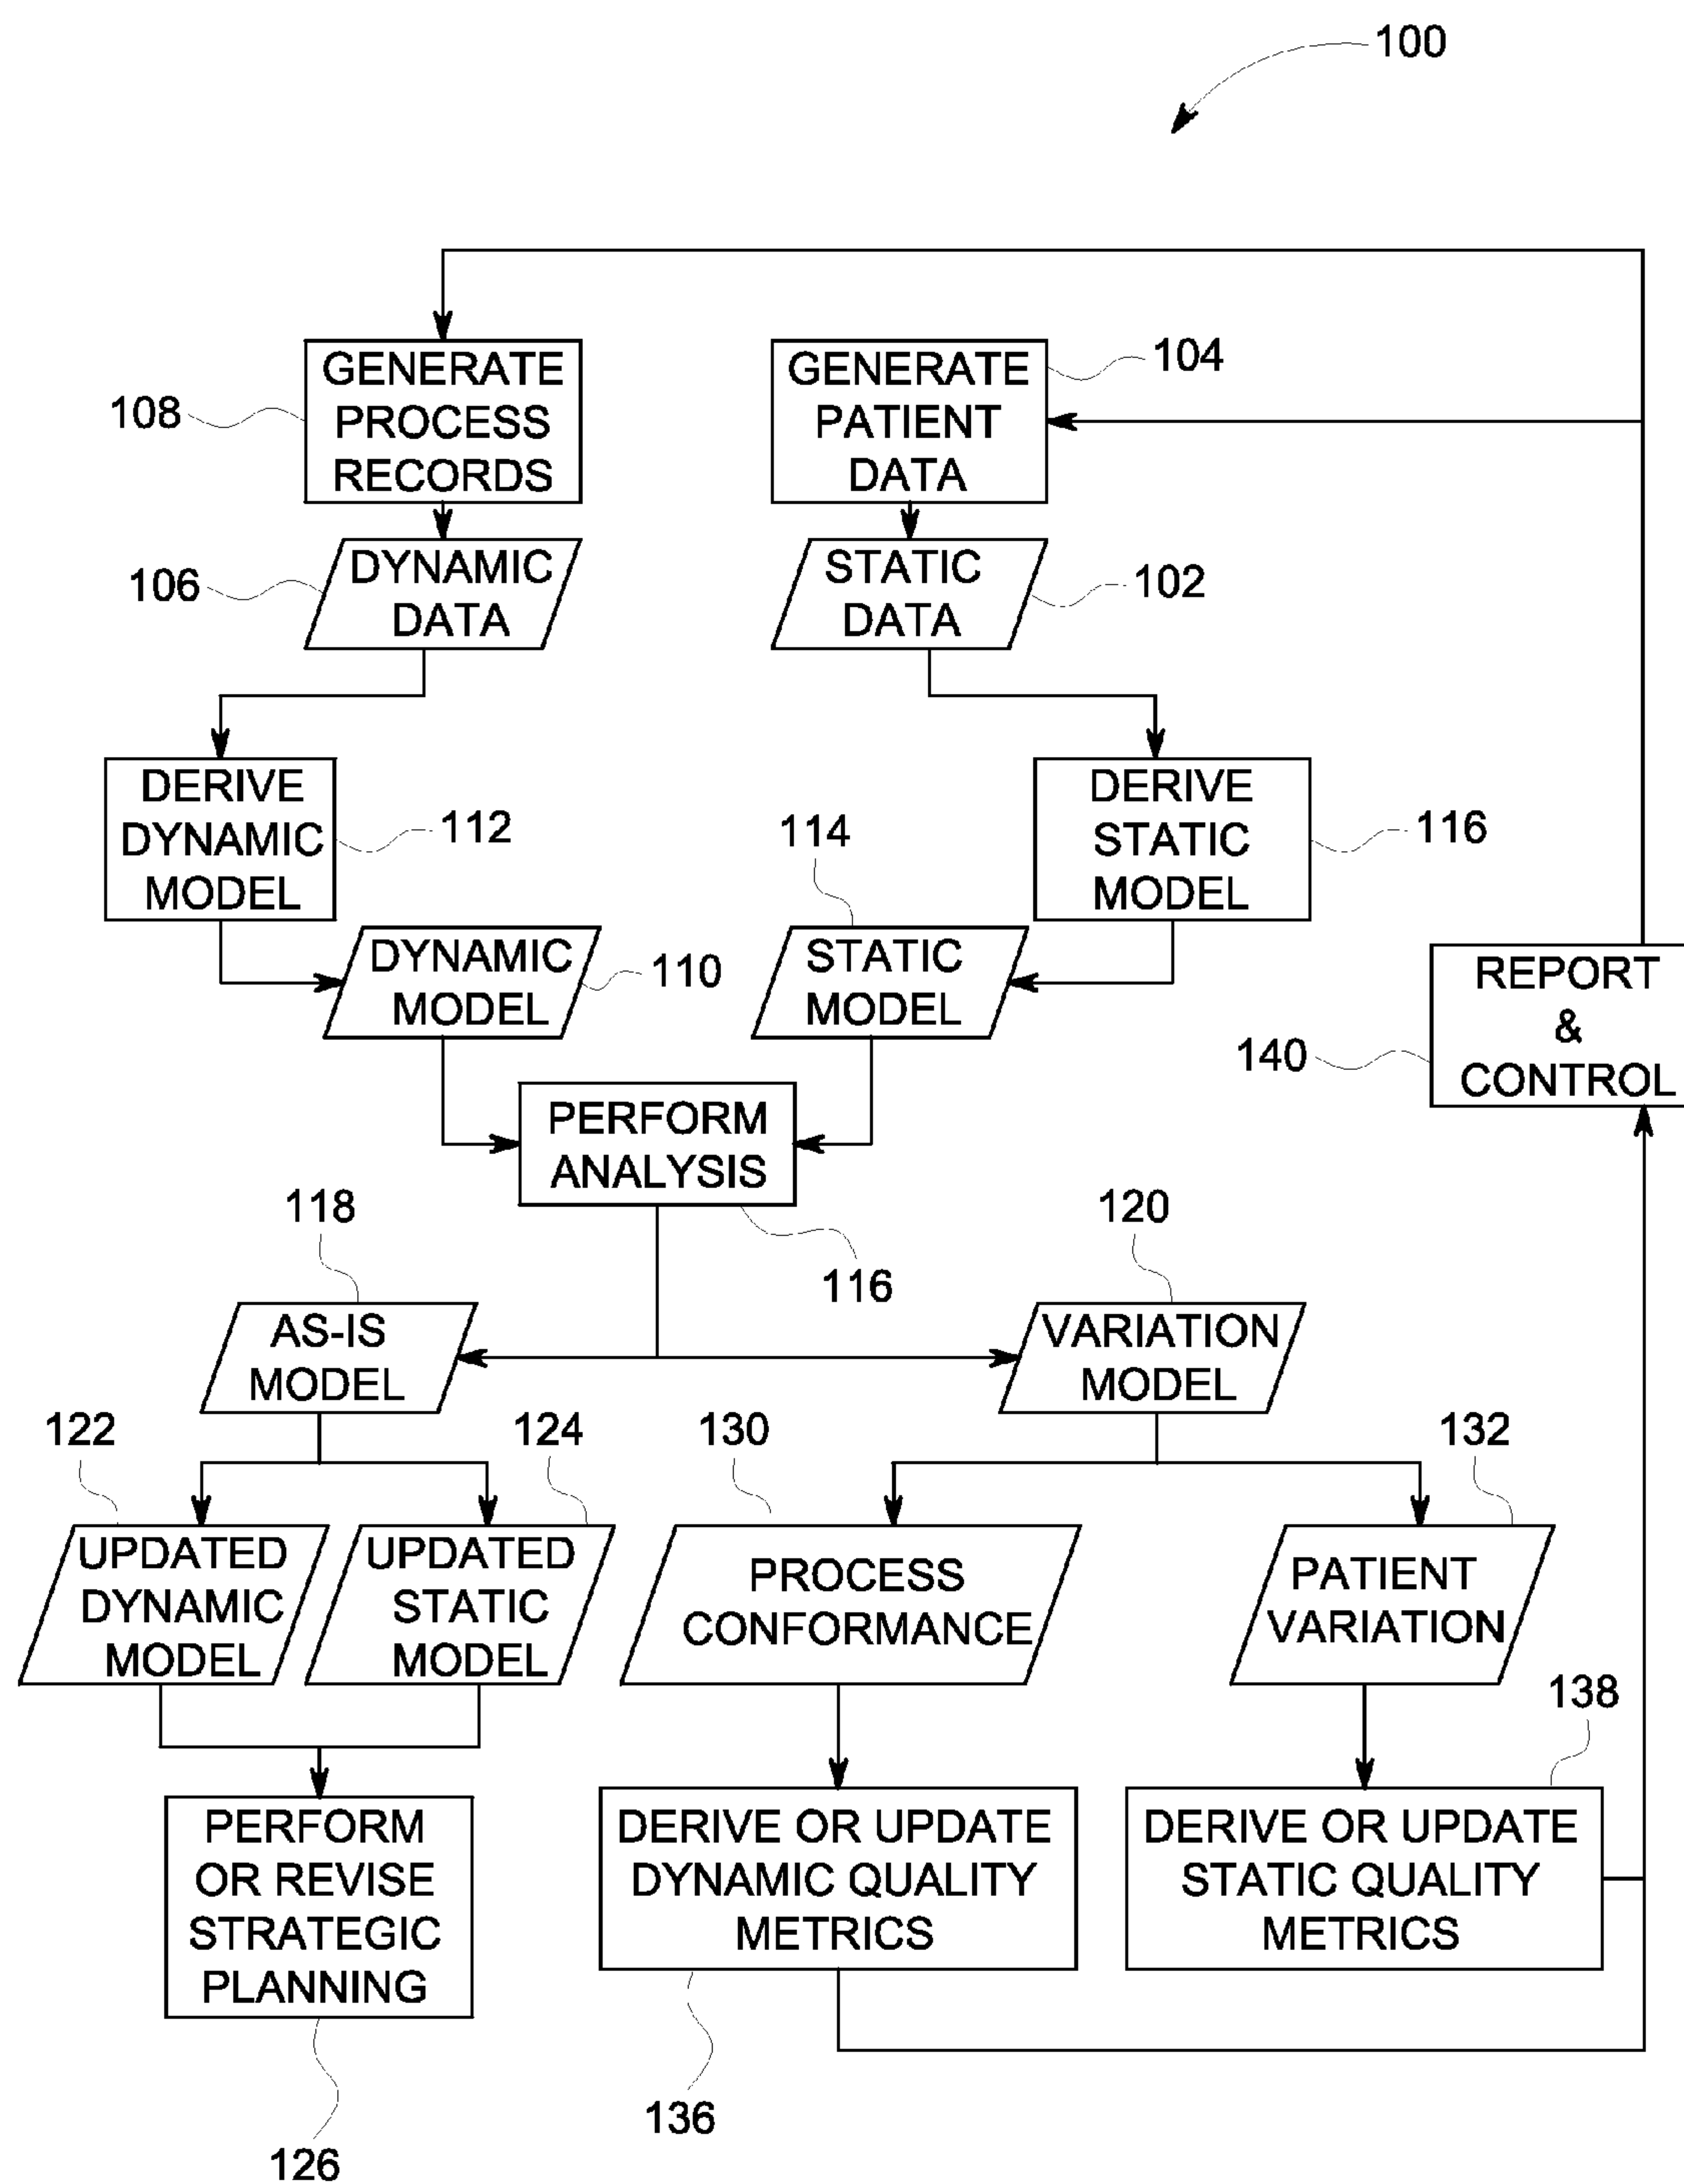 100
GENERATE
PROCESS
RECORDS
108
GENERATE
PATIENT
DATA
104
DYNAMIC
DATA
106
STATIC
DATA
102
DERIVE
DYNAMIC
MODEL
112
DERIVE
STATIC
MODEL
116
114
DYNAMIC
MODEL
110
STATIC
MODEL
REPORT
&
CONTROL
140
PERFORM
ANALYSIS
116
118
AS-IS
MODEL
120
VARIATION
MODEL
122
UPDATED
DYNAMIC
MODEL
124
UPDATED
STATIC
MODEL
130
PROCESS
CONFORMANCE
132
PATIENT
VARIATION
138
PERFORM
OR REVISE
STRATEGIC
PLANNING
126
DERIVE OR UPDATE
DYNAMIC QUALITY
METRICS
136
DERIVE OR UPDATE
STATIC QUALITY
METRICS